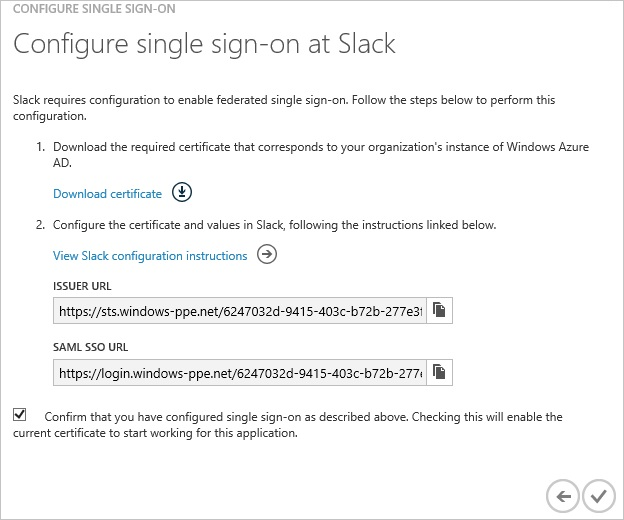 CONFIGURE SINGLE SIGN-ON
Configure single sign-on at Slack
Slack requires configuration to enable federated single sign-on. Follow the steps below to perform this
configuration.
1. Download the required certificate that corresponds to your organization's instance of Windows Azure
AD.
Download certificate
2. Configure the certificate and values in Slack, following the instructions linked below.
View Slack configuration instructions
ISSUER URL
https://sts.windows-ppe.net/6247032d-9415-403c-b72b-277e3f
SAML SSO URL
https://login.windows-ppe.net/6247032d-9415-403c-b72b-277e
Confirm that you have configured single sign-on as described above. Checking this will enable the
current certificate to start working for this application.